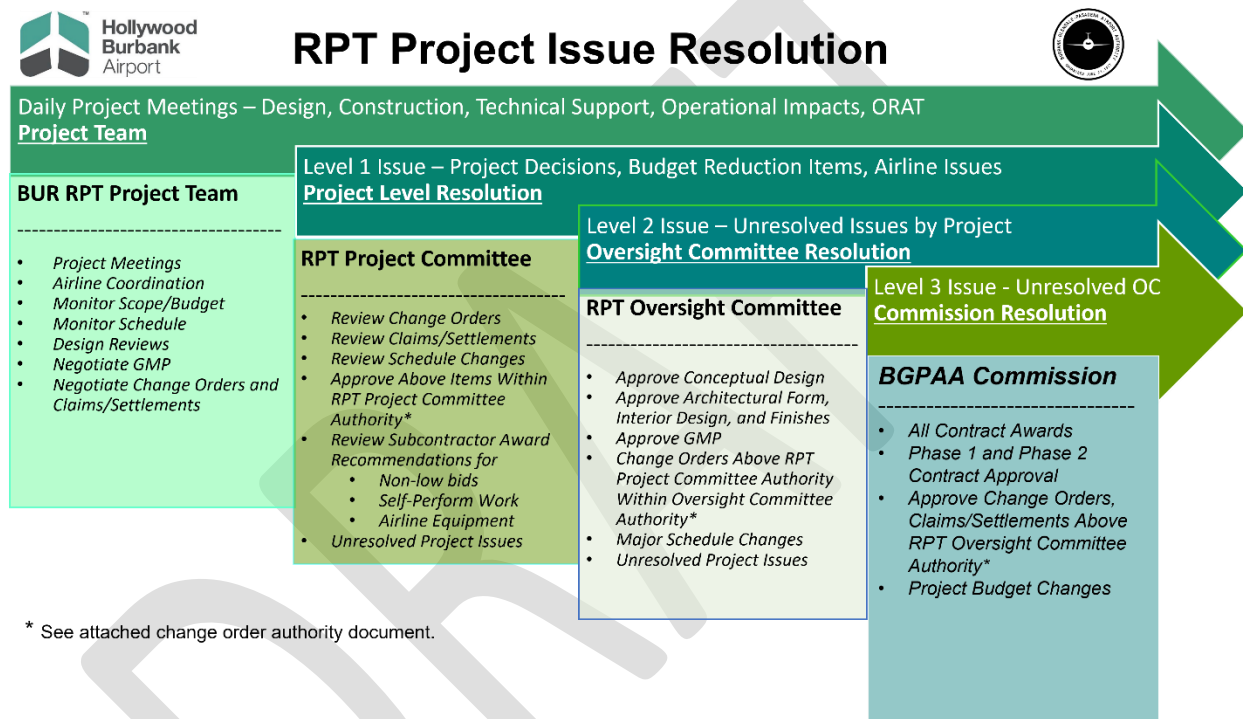 Hollywood
Burbank
Airport
™
RPT Project Issue Resolution
Daily Project Meetings – Design, Construction, Technical Support, Operational Impacts, ORAT
Project Team
Level 1 Issue – Project Decisions, Budget Reduction Items, Airline Issues
Project Level Resolution
Level 2 Issue – Unresolved Issues by Project
Oversight Committee Resolution
Level 3 Issue - Unresolved OC
Commission Resolution
BUR RPT Project Team
------------------------------------
• Project Meetings
• Airline Coordination
• Monitor Scope/Budget
• Monitor Schedule
• Design Reviews
• Negotiate GMP
• Negotiate Change Orders and
Claims/Settlements
RPT Project Committee
------------------------------------
• Review Change Orders
• Review Claims/Settlements
• Review Schedule Changes
• Approve Above Items Within
RPT Project Committee
Authority*
• Review Subcontractor Award
Recommendations for
• Non-low bids
• Self-Perform Work
• Airline Equipment
• Unresolved Project Issues
RPT Oversight Committee
-------------------------------------
• Approve Conceptual Design
• Approve Architectural Form,
Interior Design, and Finishes
• Approve GMP
• Change Orders Above RPT
Project Committee Authority
Within Oversight Committee
Authority*
• Major Schedule Changes
• Unresolved Project Issues
BGPAA Commission
--------------------------------
• All Contract Awards
• Phase 1 and Phase 2
Contract Approval
• Approve Change Orders,
Claims/Settlements Above
RPT Oversight Committee
Authority*
• Project Budget Changes
* See attached change order authority document.
DRAFT